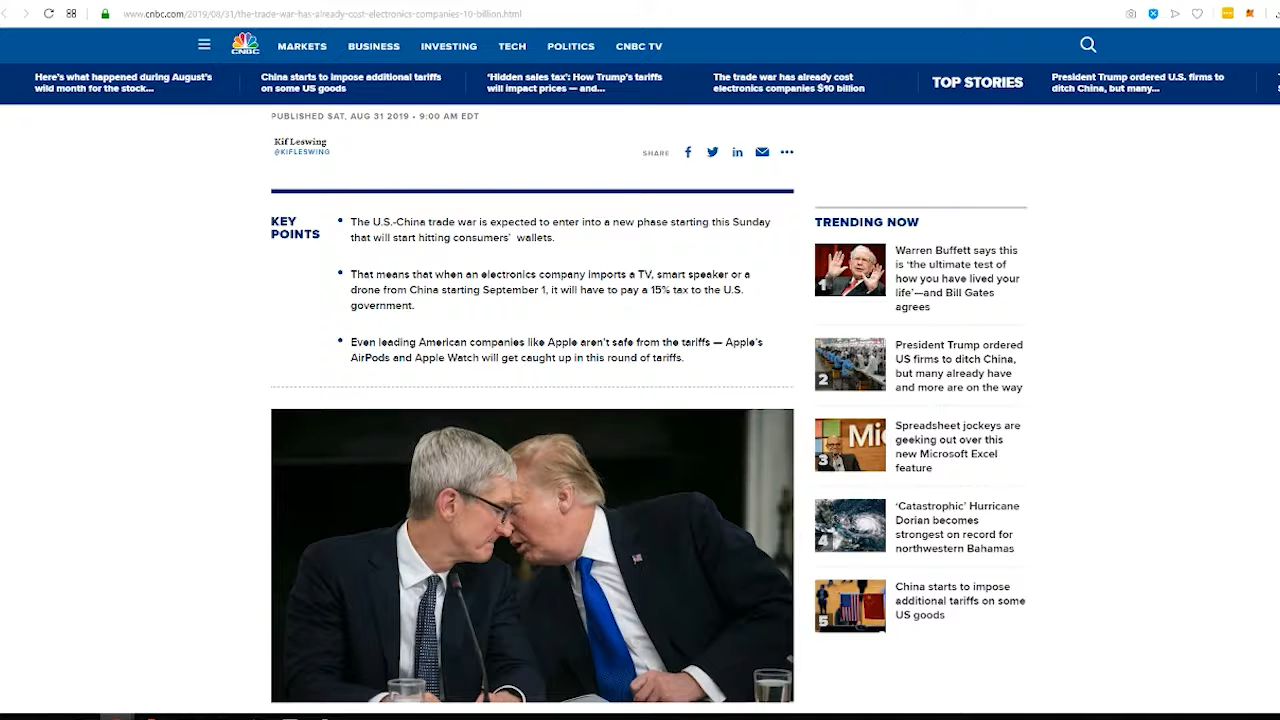 www.cnbc.com/2019/08/31/the-trade-war-has-already-cost-electronics-companies-10-billion.html
CNBC
MARKETS
BUSINESS
INVESTING
TECH
POLITICS
CNBC TV
Here's what happened during August's
wild month for the stock...
China starts to impose additional tariffs
on some US goods
'Hidden sales tax': How Trump's tariffs
will impact prices — and...
The trade war has already cost
electronics companies $10 billion
TOP STORIES
President Trump ordered U.S. firms to
ditch China, but many...
PUBLISHED SAT, AUG 31 2019 • 9:00 AM EDT
Kif Leswing
@KIFLESWING
SHARE
KEY
POINTS
The U.S.-China trade war is expected to enter into a new phase starting this Sunday
that will start hitting consumers' wallets.
That means that when an electronics company imports a TV, smart speaker or a
drone from China starting September 1, it will have to pay a 15% tax to the U.S.
government.
Even leading American companies like Apple aren't safe from the tariffs — Apple's
AirPods and Apple Watch will get caught up in this round of tariffs.
TRENDING NOW
1
Warren Buffett says this
is 'the ultimate test of
how you have lived your
life'—and Bill Gates
agrees
2
President Trump ordered
US firms to ditch China,
but many already have
and more are on the way
Mic
3
Spreadsheet jockeys are
geeking out over this
new Microsoft Excel
feature
4
'Catastrophic' Hurricane
Dorian becomes
strongest on record for
northwestern Bahamas
5
China starts to impose
additional tariffs on some
US goods